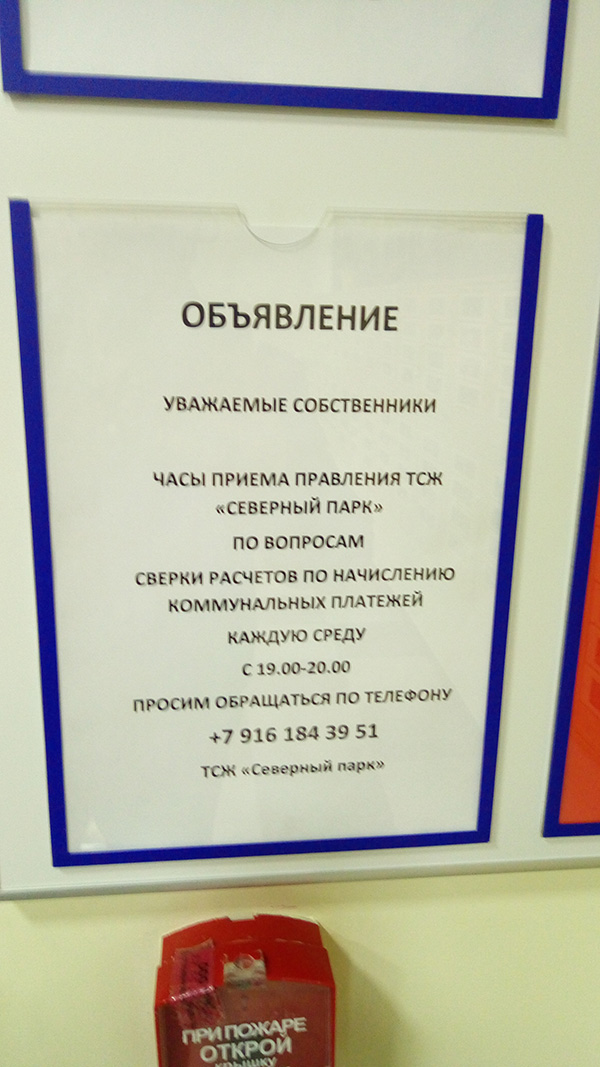 ОБЪЯВЛЕНИЕ
УВАЖАЕМЫЕ СОБСТВЕННИКИ
ЧАСЫ ПРИЕМА ПРАВЛЕНИЯ ТСЖ
«СЕВЕРНЫЙ ПАРК»
ПО ВОПРОСАМ
СВЕРКИ РАСЧЕТОВ ПО НАЧИСЛЕНИЮ
КОММУНАЛЬНЫХ ПЛАТЕЖЕЙ
КАЖДУЮ СРЕДУ
С 19.00-20.00
ПРОСИМ ОБРАЩАТЬСЯ ПО ТЕЛЕФОНУ
+7 916 184 39 51
ТСЖ «Северный парк»
ПРИ ПОЖАРЕ
ОТКРОЙ
КРЫШКУ